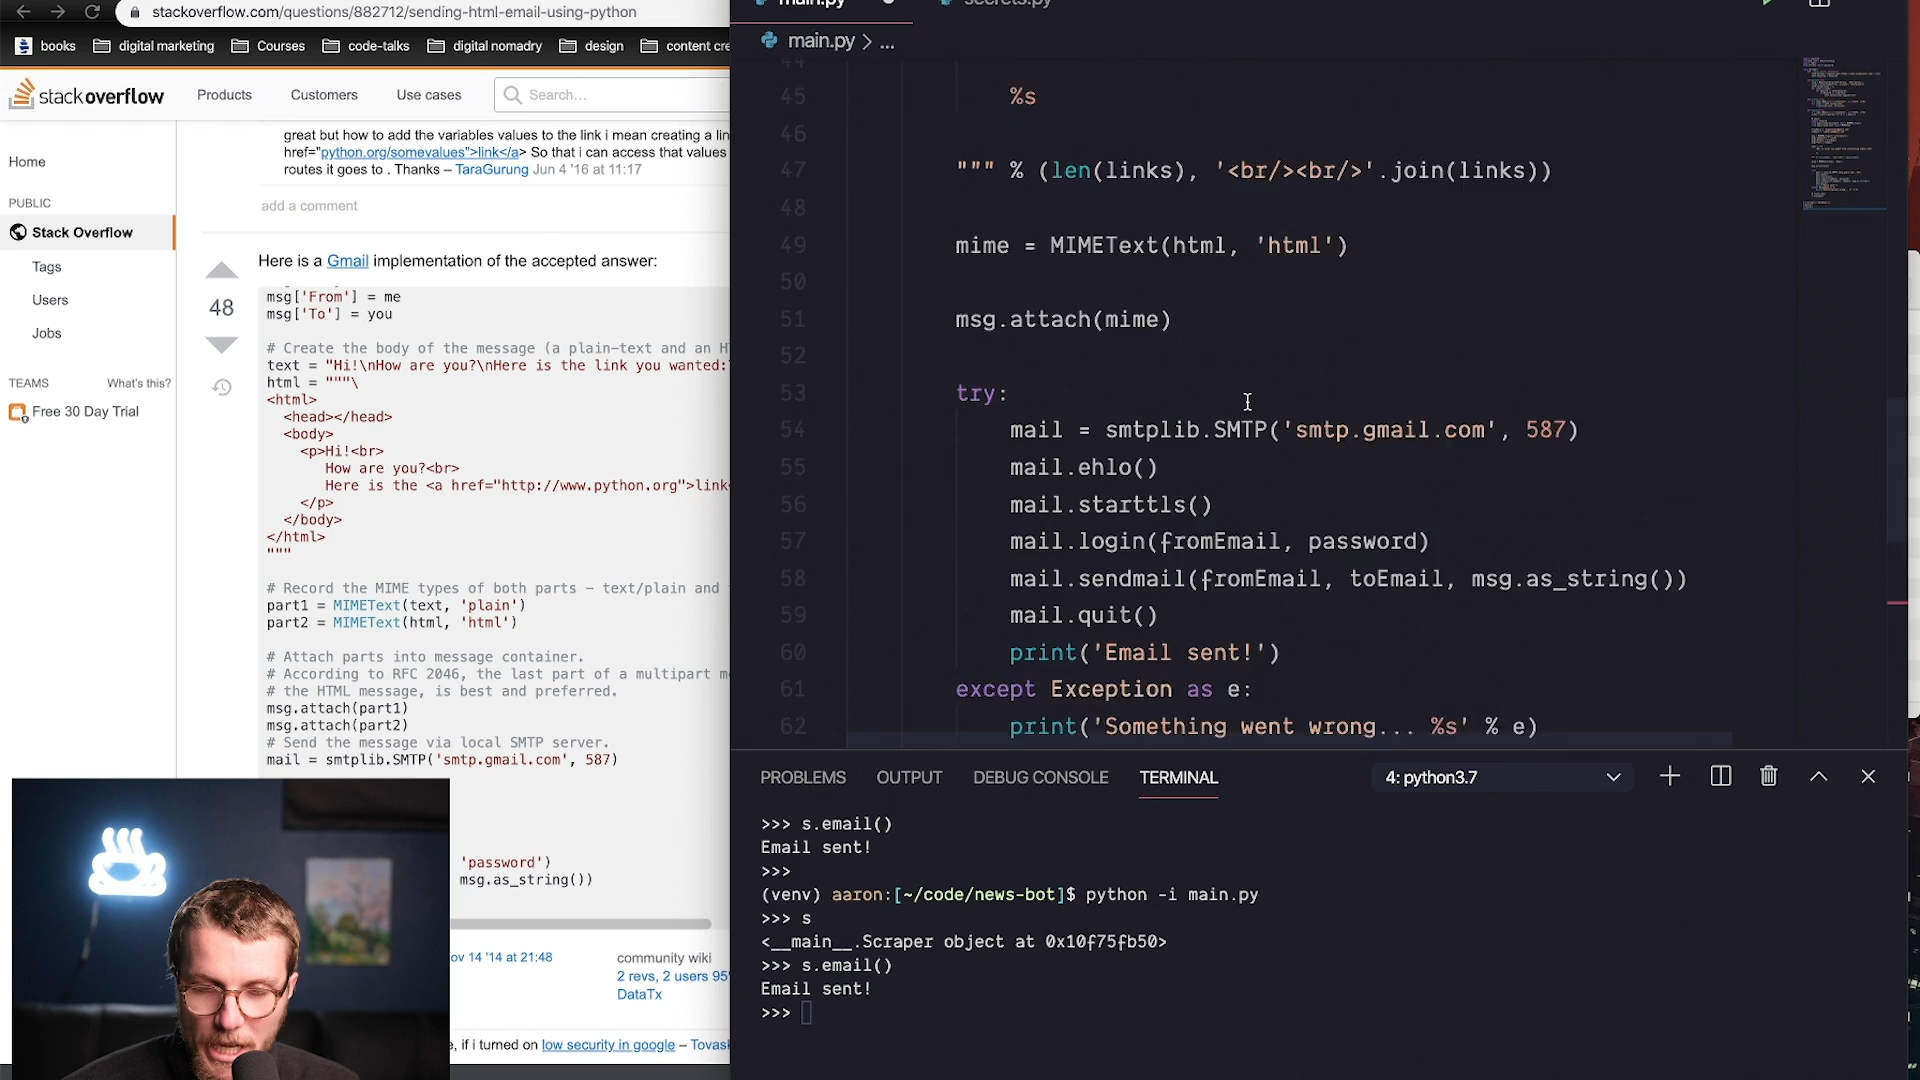 stackoverflow.com/questions/882712/sending-html-email-using-python
books
digital marketing
Courses
code-talks
digital nomadry
design
content cre
stackoverflow
Products
Customers
Use cases
Search...
Home
PUBLIC
Stack Overflow
Tags
Users
Jobs
TEAMS
What's this?
Free 30 Day Trial
great but how to add the variables values to the link i mean creating a lin
href="python.org/somevalues">link</a> So that i can access that values
routes it goes to . Thanks – TaraGurung Jun 4 '16 at 11:17
add a comment
48
Here is a Gmail implementation of the accepted answer:
msg['From'] = me
msg['To'] = you
# Create the body of the message (a plain-text and an H
text = "Hi!\nHow are you?\nHere is the link you wanted:
html = """\
<html>
<head></head>
<body>
<p>Hi!<br>
How are you?<br>
Here is the <a href="http://www.python.org">link
</p>
</body>
</html>
"""
# Record the MIME types of both parts - text/plain and
part1 = MIMEText(text, 'plain')
part2 = MIMEText(html, 'html')
# Attach parts into message container.
# According to RFC 2046, the last part of a multipart m
# the HTML message, is best and preferred.
msg.attach(part1)
msg.attach(part2)
# Send the message via local SMTP server.
mail = smtplib.SMTP('smtp.gmail.com', 587)
'password')
msg.as_string())
ov 14 '14 at 21:48
community wiki
2 revs, 2 users 95
DataTx
e, if i turned on low security in google – Tovas
main.py
secrets.py
main.py > ...
44
45 %s
46
47 """ % (len(links), '<br/><br/>'.join(links))
48
49 mime = MIMEText(html, 'html')
50
51 msg.attach(mime)
52
53 try:
54 mail = smtplib.SMTP('smtp.gmail.com', 587)
55 mail.ehlo()
56 mail.starttls()
57 mail.login(fromEmail, password)
58 mail.sendmail(fromEmail, toEmail, msg.as_string())
59 mail.quit()
60 print('Email sent!')
61 except Exception as e:
62 print('Something went wrong... %s' % e)
PROBLEMS
OUTPUT
DEBUG CONSOLE
TERMINAL
4: python3.7
>>> s.email()
Email sent!
>>>
(venv) aaron:[~/code/news-bot]$ python -i main.py
>>> s
<__main__.Scraper object at 0x10f75fb50>
>>> s.email()
Email sent!
>>>